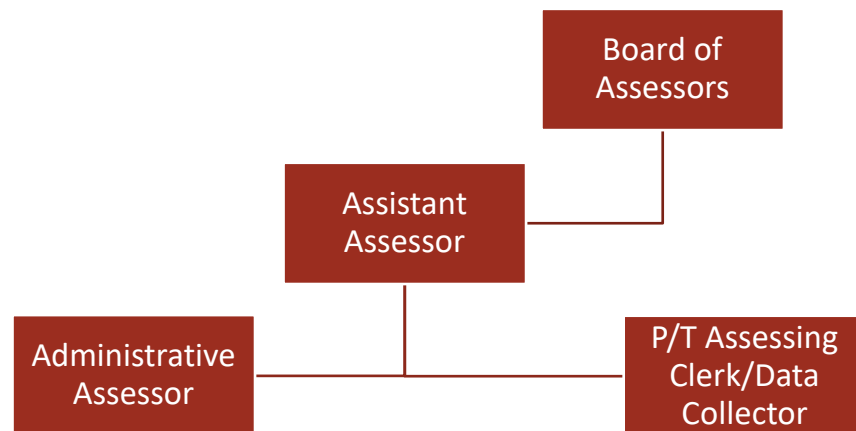 Board of
Assessors
Assistant
Assessor
Administrative
Assessor
P/T Assessing
Clerk/Data
Collector